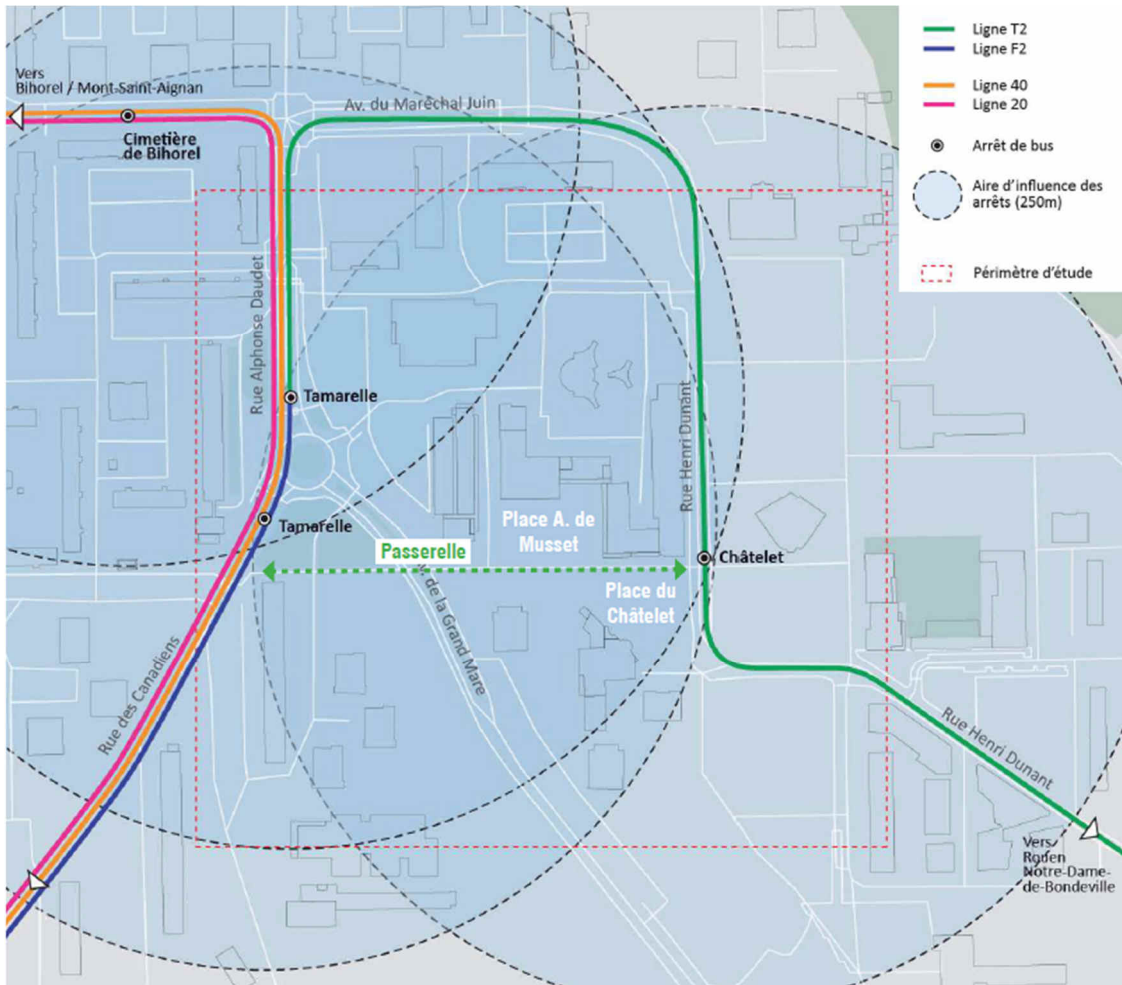 Ligne T2
Ligne F2
Ligne 40
Ligne 20
Arrêt de bus
Aire d'influence des
arrêts (250m)
Périmètre d'étude
Vers
Bihorel / Mont-Saint-Aignan
Cimetière
de Bihorel
Av. du Maréchal Juin
Rue Alphonse Daudet
Tamarelle
Rue Henri Dunant
Tamarelle
Place A. de
Musset
Passerelle
Châtelet
Place du
Châtelet
Av. de la Grand Mare
Rue des Canadiens
Rue Henri Dunant
Vers
Rouen
Notre-Dame-
de-Bondeville